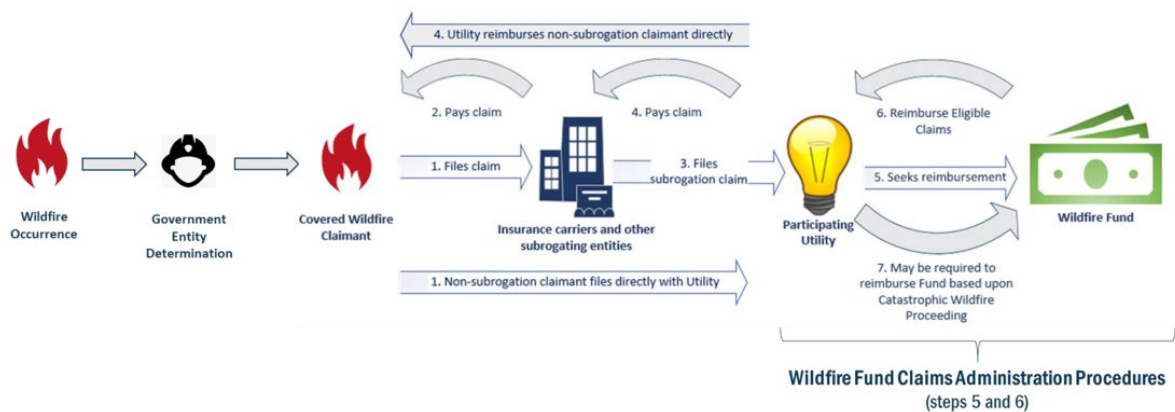 4. Utility reimburses non-subrogation claimant directly
2. Pays claim
4. Pays claim
6. Reimburse Eligible
Claims
1. Files claim
3. Files
subrogation claim
5. Seeks reimbursement
Wildfire
Occurrence
Government
Entity
Determination
Covered Wildfire
Claimant
Insurance carriers and other
subrogating entities
Participating
Utility
Wildfire Fund
1. Non-subrogation claimant files directly with Utility
7. May be required to
reimburse Fund based upon
Catastrophic Wildfire
Proceeding
Wildfire Fund Claims Administration Procedures
(steps 5 and 6)